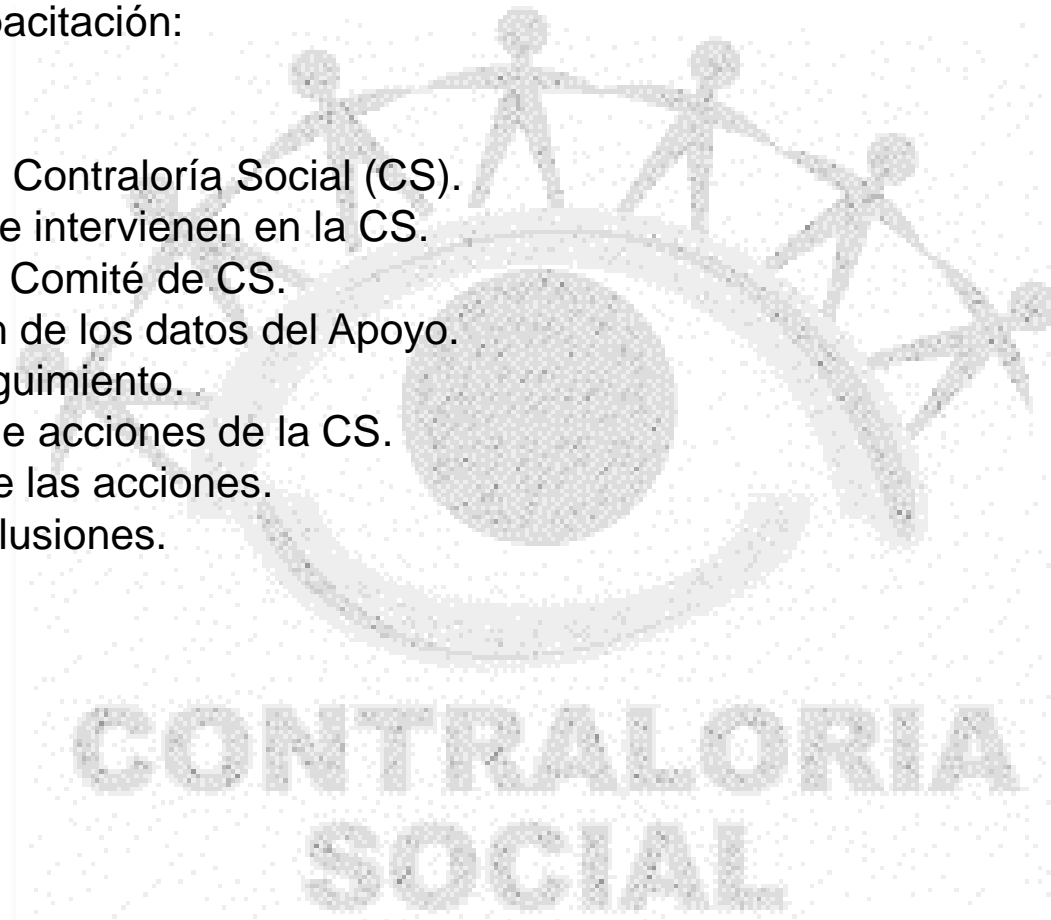 pacitación:
Contraloría Social (CS).
e intervienen en la CS.
Comité de CS.
n de los datos del Apoyo.
guimiento.
e acciones de la CS.
e las acciones.
lusiones.
CONTRALORIA
SOCIAL